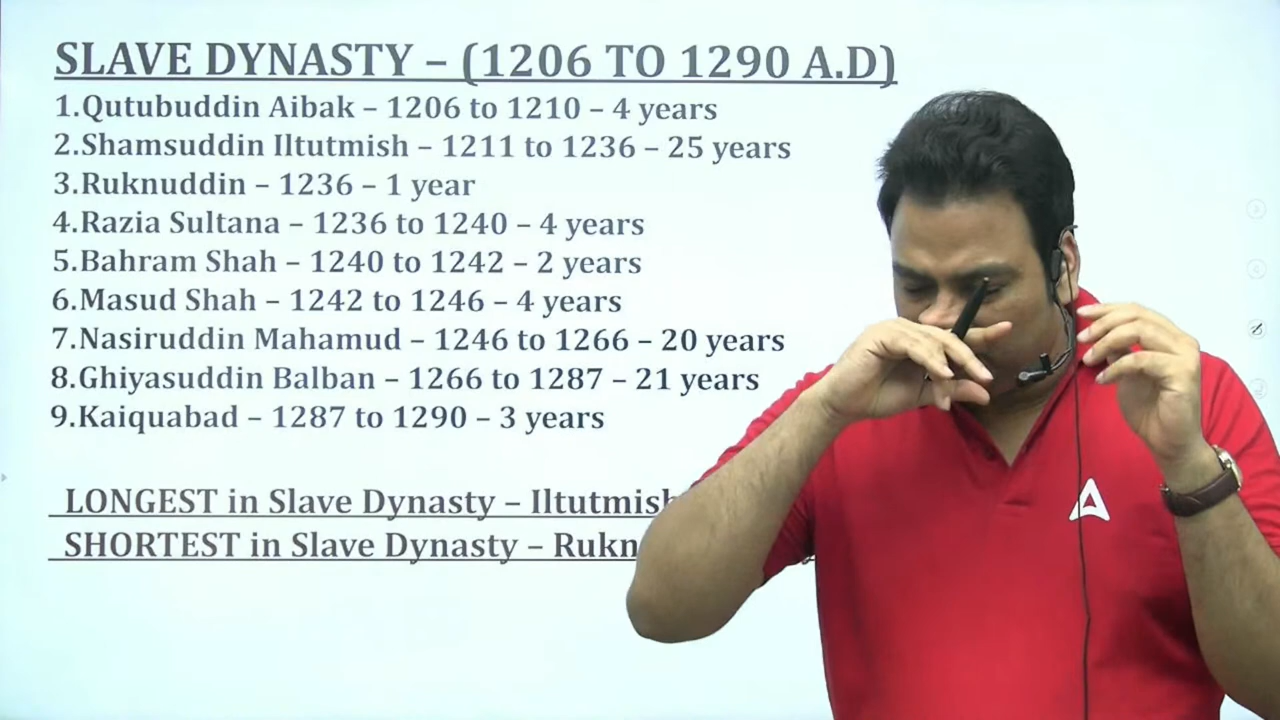 SLAVE DYNASTY – (1206 TO 1290 A.D)
1.Qutubuddin Aibak – 1206 to 1210 – 4 years
2.Shamsuddin Iltutmish – 1211 to 1236 – 25 years
3.Ruknuddin – 1236 – 1 year
4.Razia Sultana – 1236 to 1240 – 4 years
5.Bahram Shah – 1240 to 1242 – 2 years
6.Masud Shah – 1242 to 1246 – 4 years
7.Nasiruddin Mahamud – 1246 to 1266 – 20 years
8.Ghiyasuddin Balban – 1266 to 1287 – 21 years
9.Kaiquabad – 1287 to 1290 – 3 years
LONGEST in Slave Dynasty – Iltutmish
SHORTEST in Slave Dynasty – Rukn